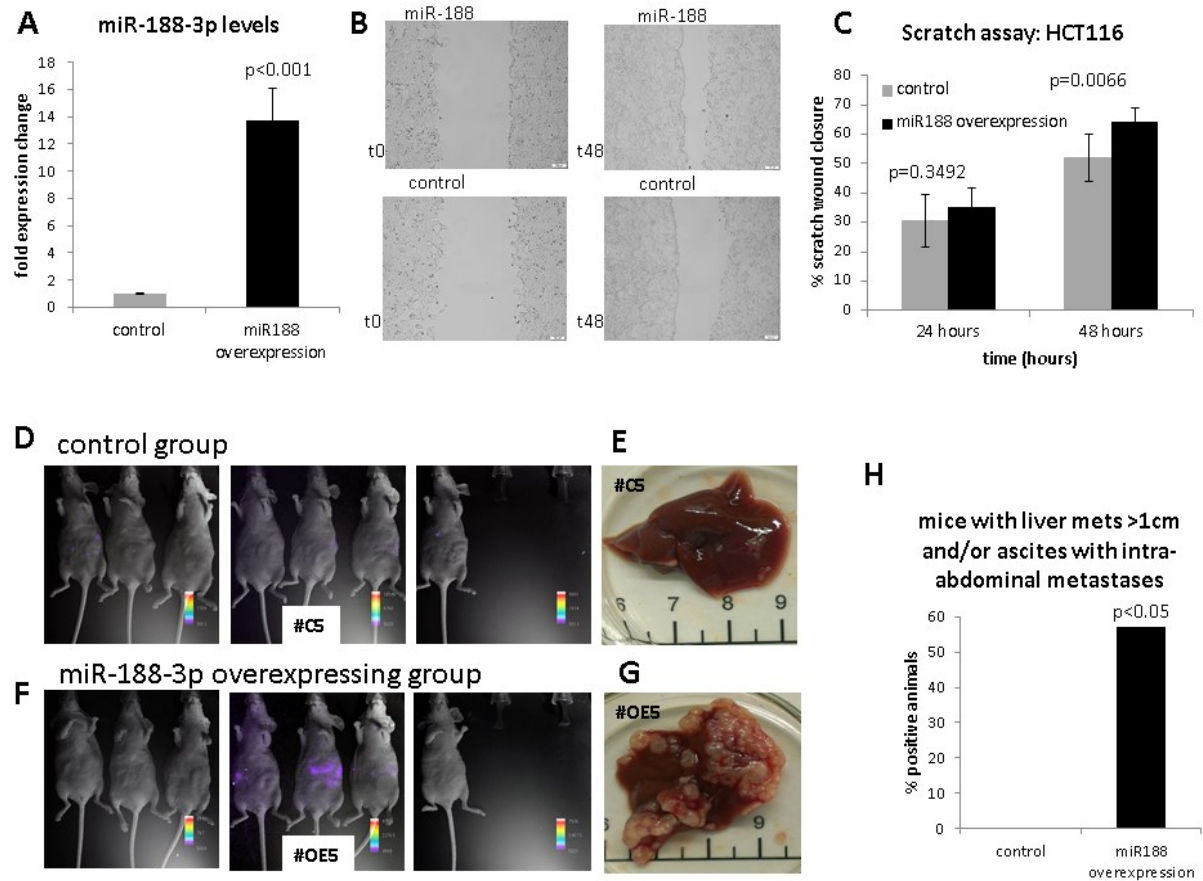 A
miR-188-3p levels
fold expression change
18
16
14
12
10
8
6
4
2
0
p<0.001
control
miR188
overexpression
B
miR-188
miR-188
t0
t48
control
control
t0
t48
C
Scratch assay: HCT116
% scratch wound closure
80
70
60
50
40
30
20
10
0
control
miR188 overexpression
p=0.3492
p=0.0066
24 hours
48 hours
time (hours)
D
control group
#C5
E
#C5
6 7 8 9
F
miR-188-3p overexpressing group
#OE5
G
#OE5
9
H
mice with liver mets >1cm
and/or ascites with intra-
abdominal metastases
% positive animals
60
50
40
30
20
10
0
p<0.05
control
miR188
overexpression